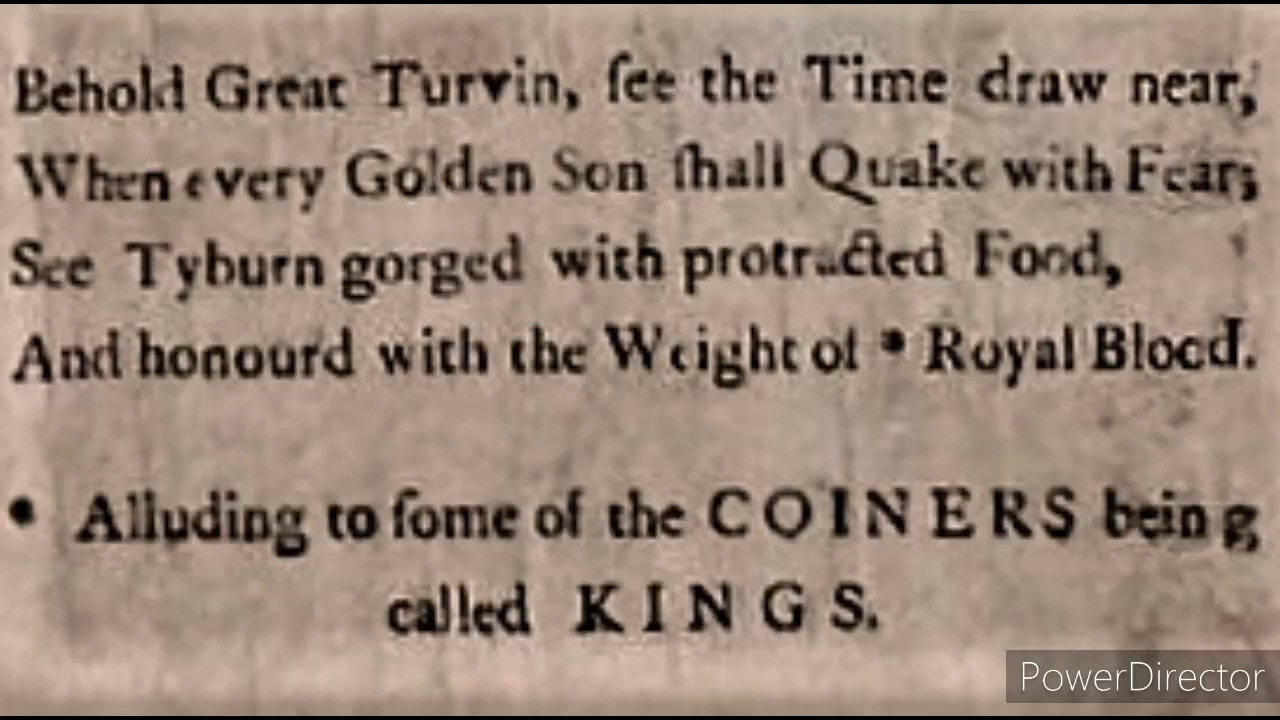 Behold Great Turvin, ſee the Time draw near,
When every Golden Son ſhall Quake with Fear;
See Tyburn gorged with protracted Food,
And honourd with the Weight of * Royal Blood.
* Alluding to ſome of the COINERS being
called KINGS.
PowerDirector